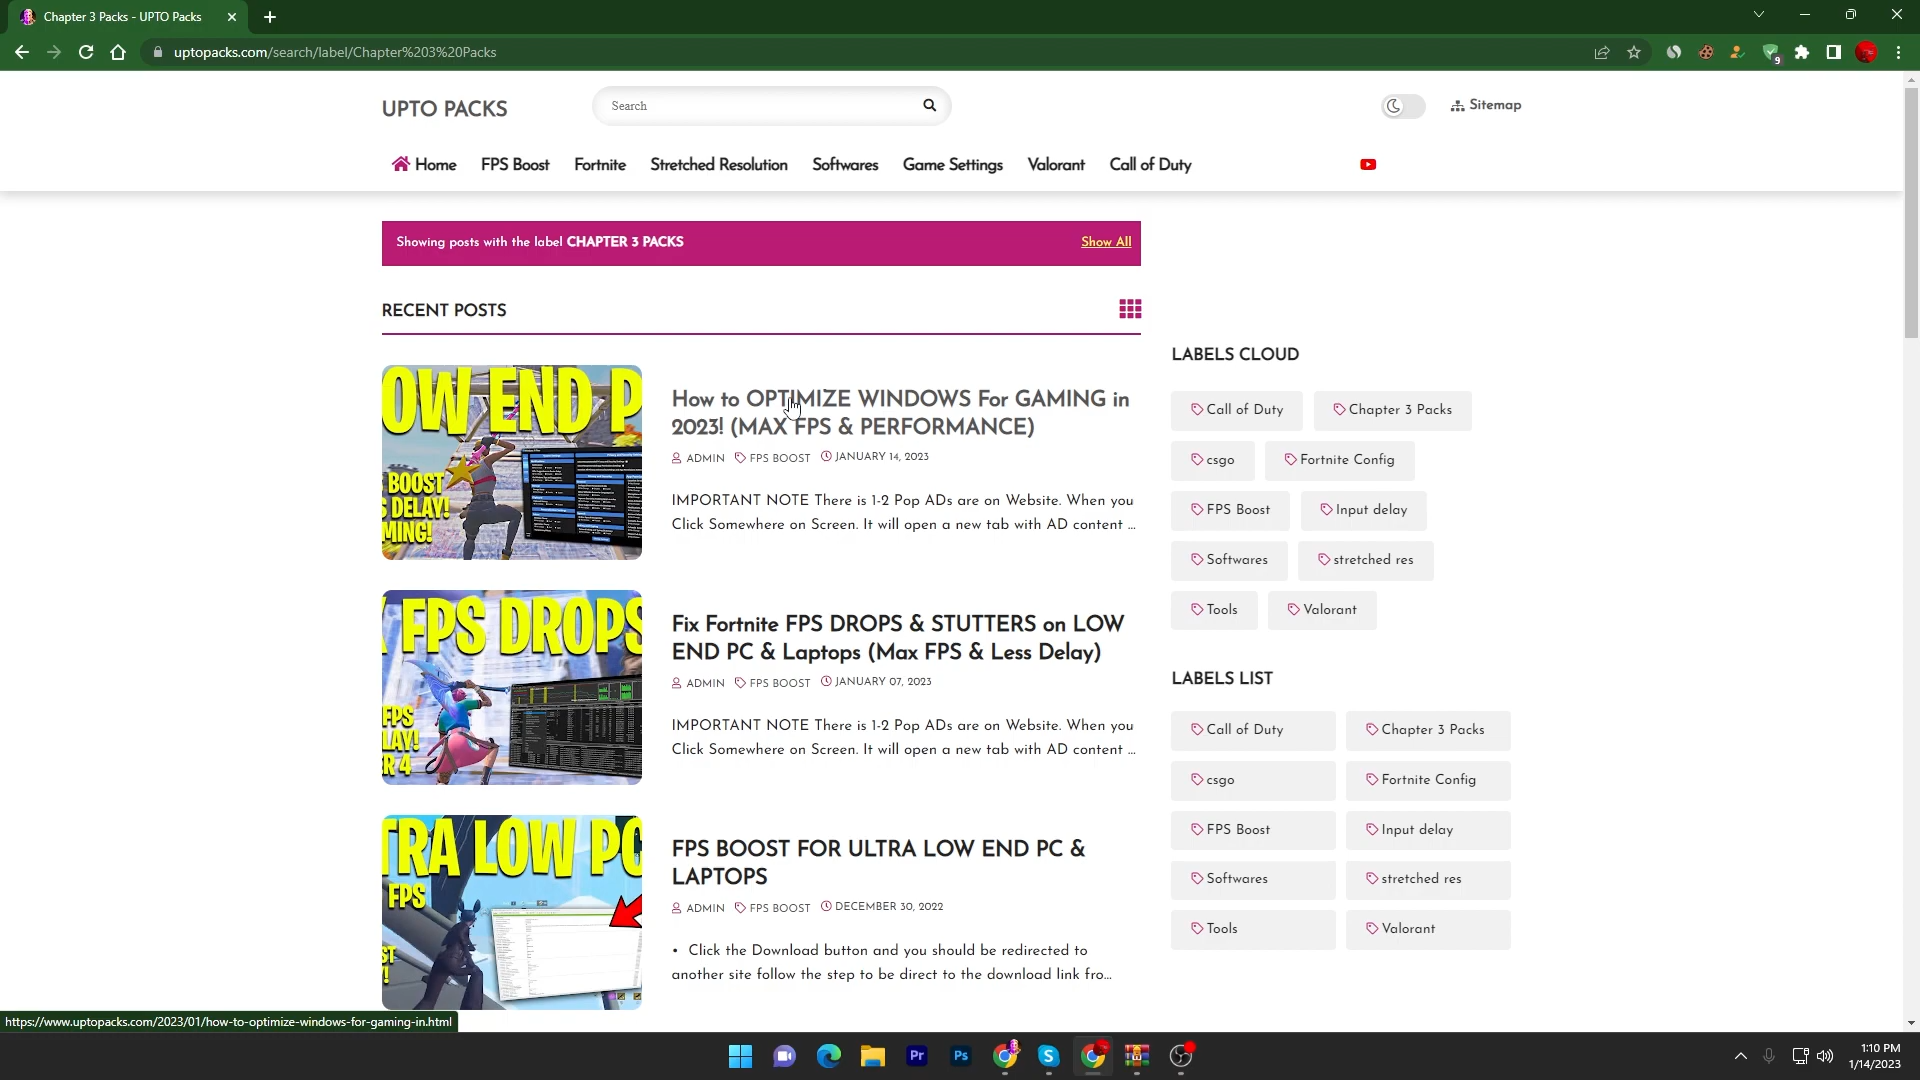 Chapter 3 Packs - UPTO Packs
uptopacks.com/search/label/Chapter%203%20Packs
9
UPTO PACKS
Search
Sitemap
Home FPS Boost Fortnite Stretched Resolution Softwares Game Settings Valorant Call of Duty
Showing posts with the label CHAPTER 3 PACKS
Show All
RECENT POSTS
OW END P
BOOST
DELAY!
MING!
How to OPTIMIZE WINDOWS For GAMING in
2023! (MAX FPS & PERFORMANCE)
ADMIN FPS BOOST JANUARY 14, 2023
IMPORTANT NOTE There is 1-2 Pop ADs are on Website. When you
Click Somewhere on Screen. It will open a new tab with AD content ...
FPS DROPS
FPS
LAY!
R 4
Fix Fortnite FPS DROPS & STUTTERS on LOW
END PC & Laptops (Max FPS & Less Delay)
ADMIN FPS BOOST JANUARY 07, 2023
IMPORTANT NOTE There is 1-2 Pop ADs are on Website. When you
Click Somewhere on Screen. It will open a new tab with AD content ...
TRA LOW PC
FPS
ST
FPS BOOST FOR ULTRA LOW END PC &
LAPTOPS
ADMIN FPS BOOST DECEMBER 30, 2022
• Click the Download button and you should be redirected to
another site follow the step to be direct to the download link fro...
LABELS CLOUD
Call of Duty Chapter 3 Packs
csgo Fortnite Config
FPS Boost Input delay
Softwares stretched res
Tools Valorant
LABELS LIST
Call of Duty Chapter 3 Packs
csgo Fortnite Config
FPS Boost Input delay
Softwares stretched res
Tools Valorant
https://www.uptopacks.com/2023/01/how-to-optimize-windows-for-gaming-in.html
Pr
Ps
1:10 PM
1/14/2023